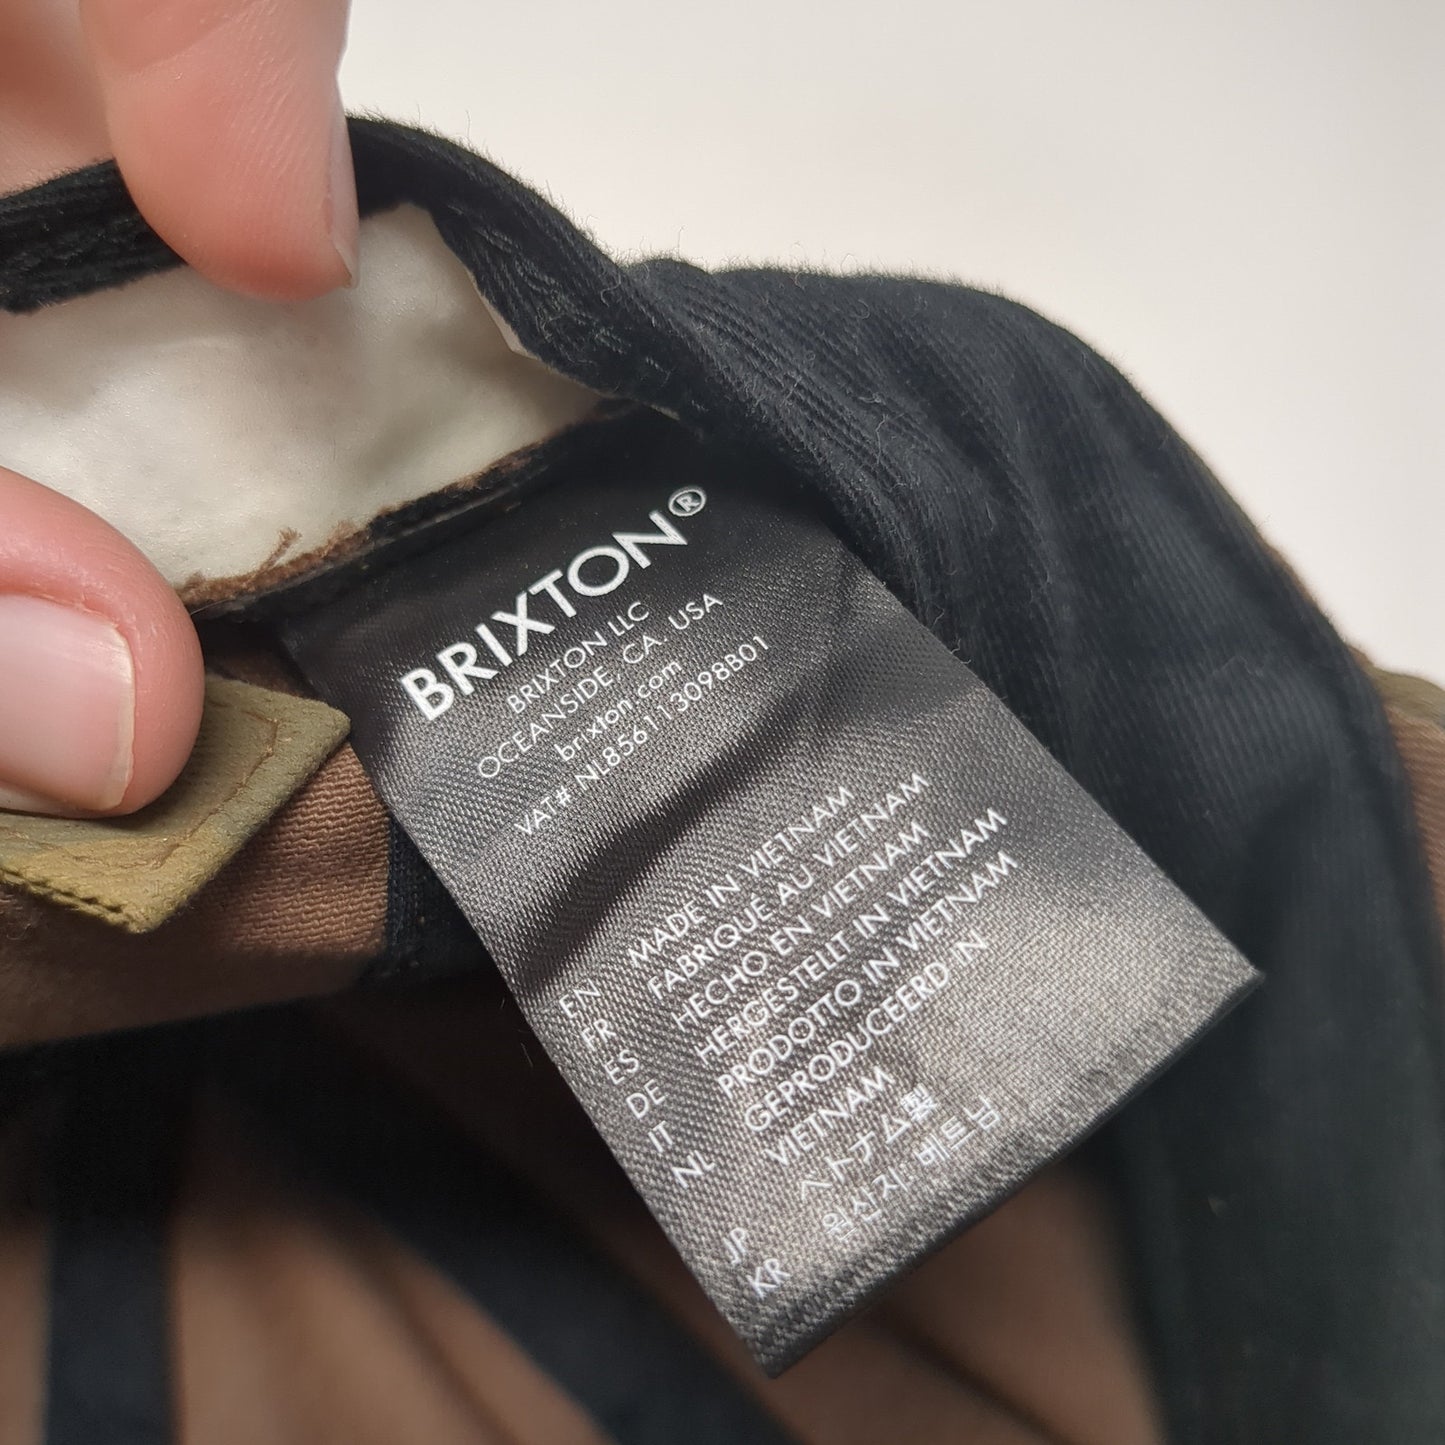 BRIXTON®
BRIXTON LLC
OCEANSIDE, CA. USA
brixton.com
VAT# NL856113098B01
EN MADE IN VIETNAM
FR FABRIQUÉ AU VIETNAM
ES HECHO EN VIETNAM
DE HERGESTELLT IN VIETNAM
IT PRODOTTO IN VIETNAM
NL GEPRODUCEERD IN
VIETNAM
JP ベトナム製
KR 원산지: 베트남